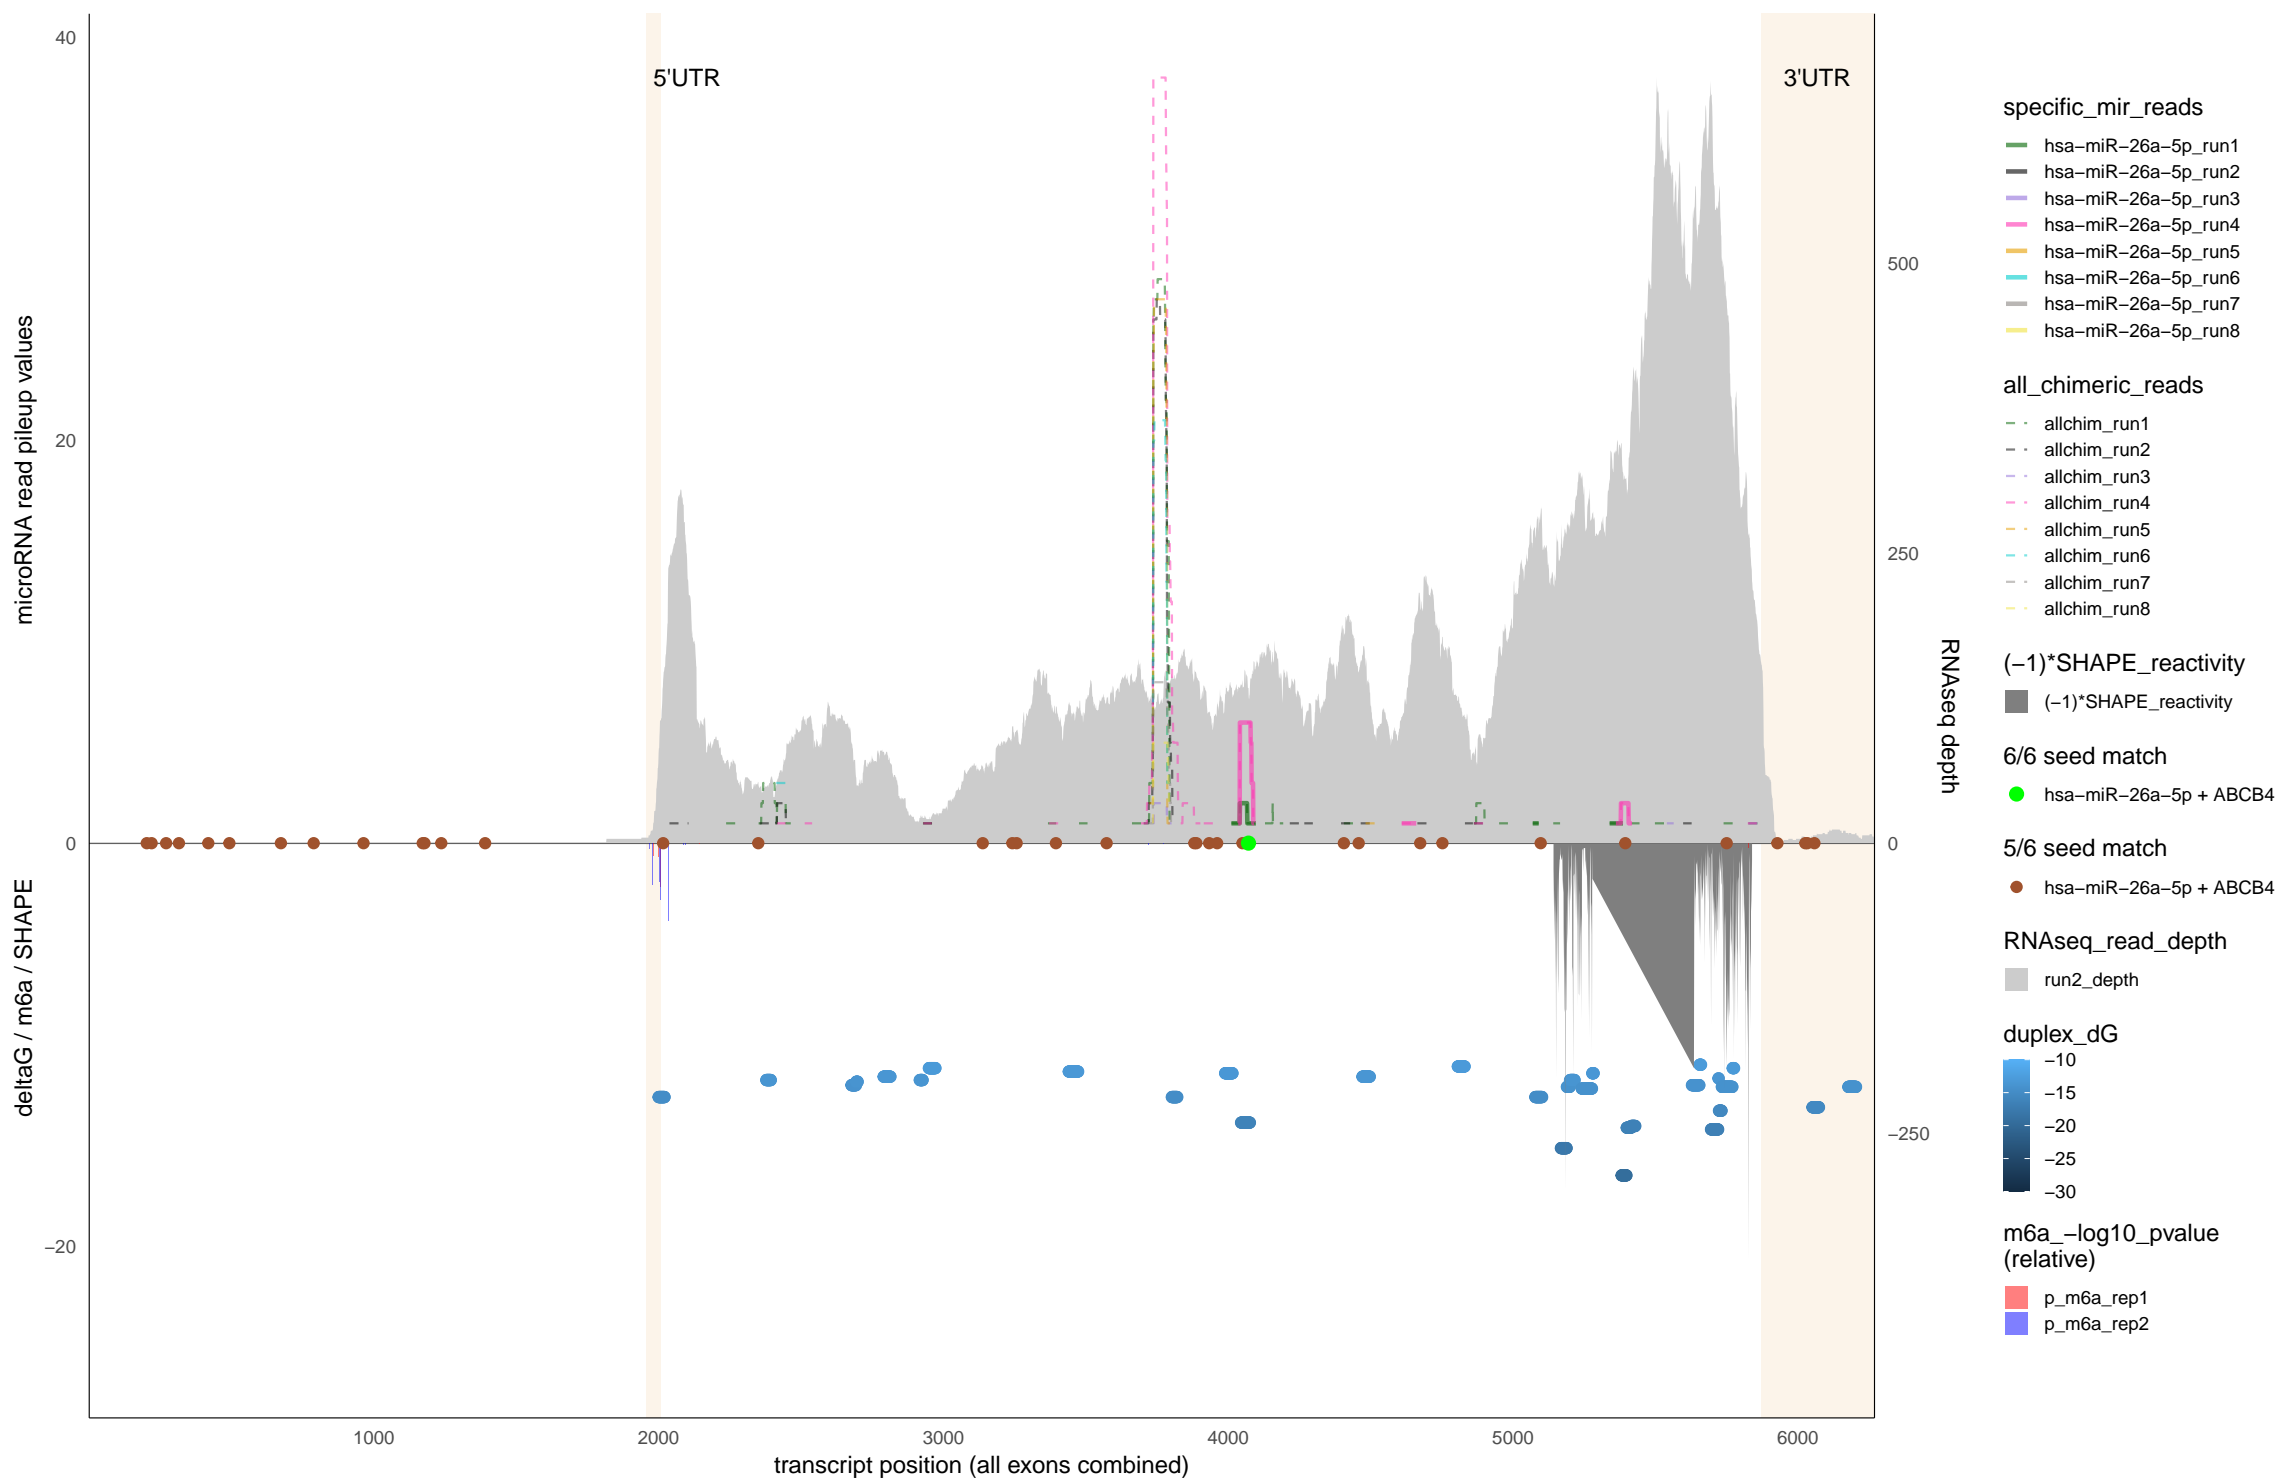 40
20
0
−20
microRNA read pileup values
deltaG / m6a / SHAPE
5'UTR
3'UTR
500
250
0
−250
RNAseq depth
1000
2000
3000
4000
5000
6000
transcript position (all exons combined)
specific_mir_reads
hsa−miR−26a−5p_run1
hsa−miR−26a−5p_run2
hsa−miR−26a−5p_run3
hsa−miR−26a−5p_run4
hsa−miR−26a−5p_run5
hsa−miR−26a−5p_run6
hsa−miR−26a−5p_run7
hsa−miR−26a−5p_run8
all_chimeric_reads
allchim_run1
allchim_run2
allchim_run3
allchim_run4
allchim_run5
allchim_run6
allchim_run7
allchim_run8
(−1)*SHAPE_reactivity
(−1)*SHAPE_reactivity
6/6 seed match
hsa−miR−26a−5p + ABCB4
5/6 seed match
hsa−miR−26a−5p + ABCB4
RNAseq_read_depth
run2_depth
duplex_dG
−10
−15
−20
−25
−30
m6a_−log10_pvalue
(relative)
p_m6a_rep1
p_m6a_rep2